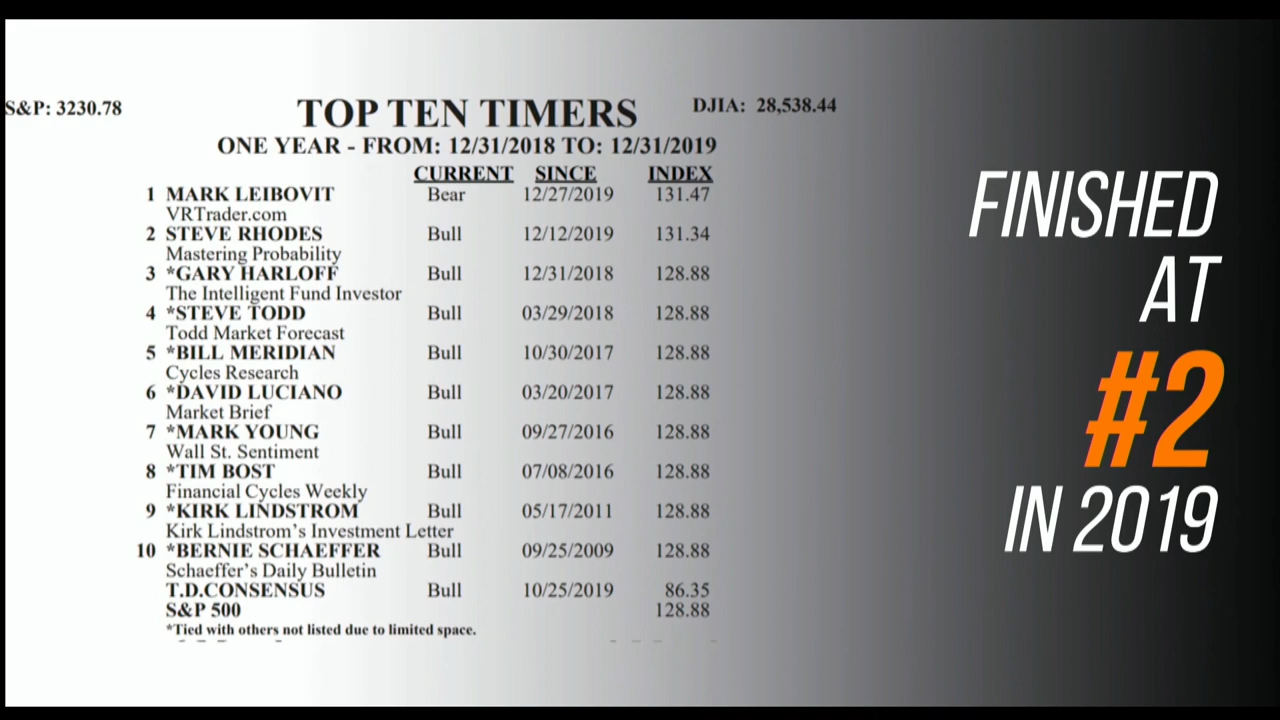 S&P: 3230.78
TOP TEN TIMERS
DJIA: 28,538.44
ONE YEAR - FROM: 12/31/2018 TO: 12/31/2019
CURRENT SINCE INDEX
1 MARK LEIBOVIT Bear 12/27/2019 131.47
VRTrader.com
2 STEVE RHODES Bull 12/12/2019 131.34
Mastering Probability
3 *GARY HARLOFF Bull 12/31/2018 128.88
The Intelligent Fund Investor
4 *STEVE TODD Bull 03/29/2018 128.88
Todd Market Forecast
5 *BILL MERIDIAN Bull 10/30/2017 128.88
Cycles Research
6 *DAVID LUCIANO Bull 03/20/2017 128.88
Market Brief
7 *MARK YOUNG Bull 09/27/2016 128.88
Wall St. Sentiment
8 *TIM BOST Bull 07/08/2016 128.88
Financial Cycles Weekly
9 *KIRK LINDSTROM Bull 05/17/2011 128.88
Kirk Lindstrom's Investment Letter
10 *BERNIE SCHAEFFER Bull 09/25/2009 128.88
Schaeffer's Daily Bulletin
T.D.CONSENSUS Bull 10/25/2019 86.35
S&P 500 128.88
*Tied with others not listed due to limited space.
FINISHED
AT
#2
IN 2019